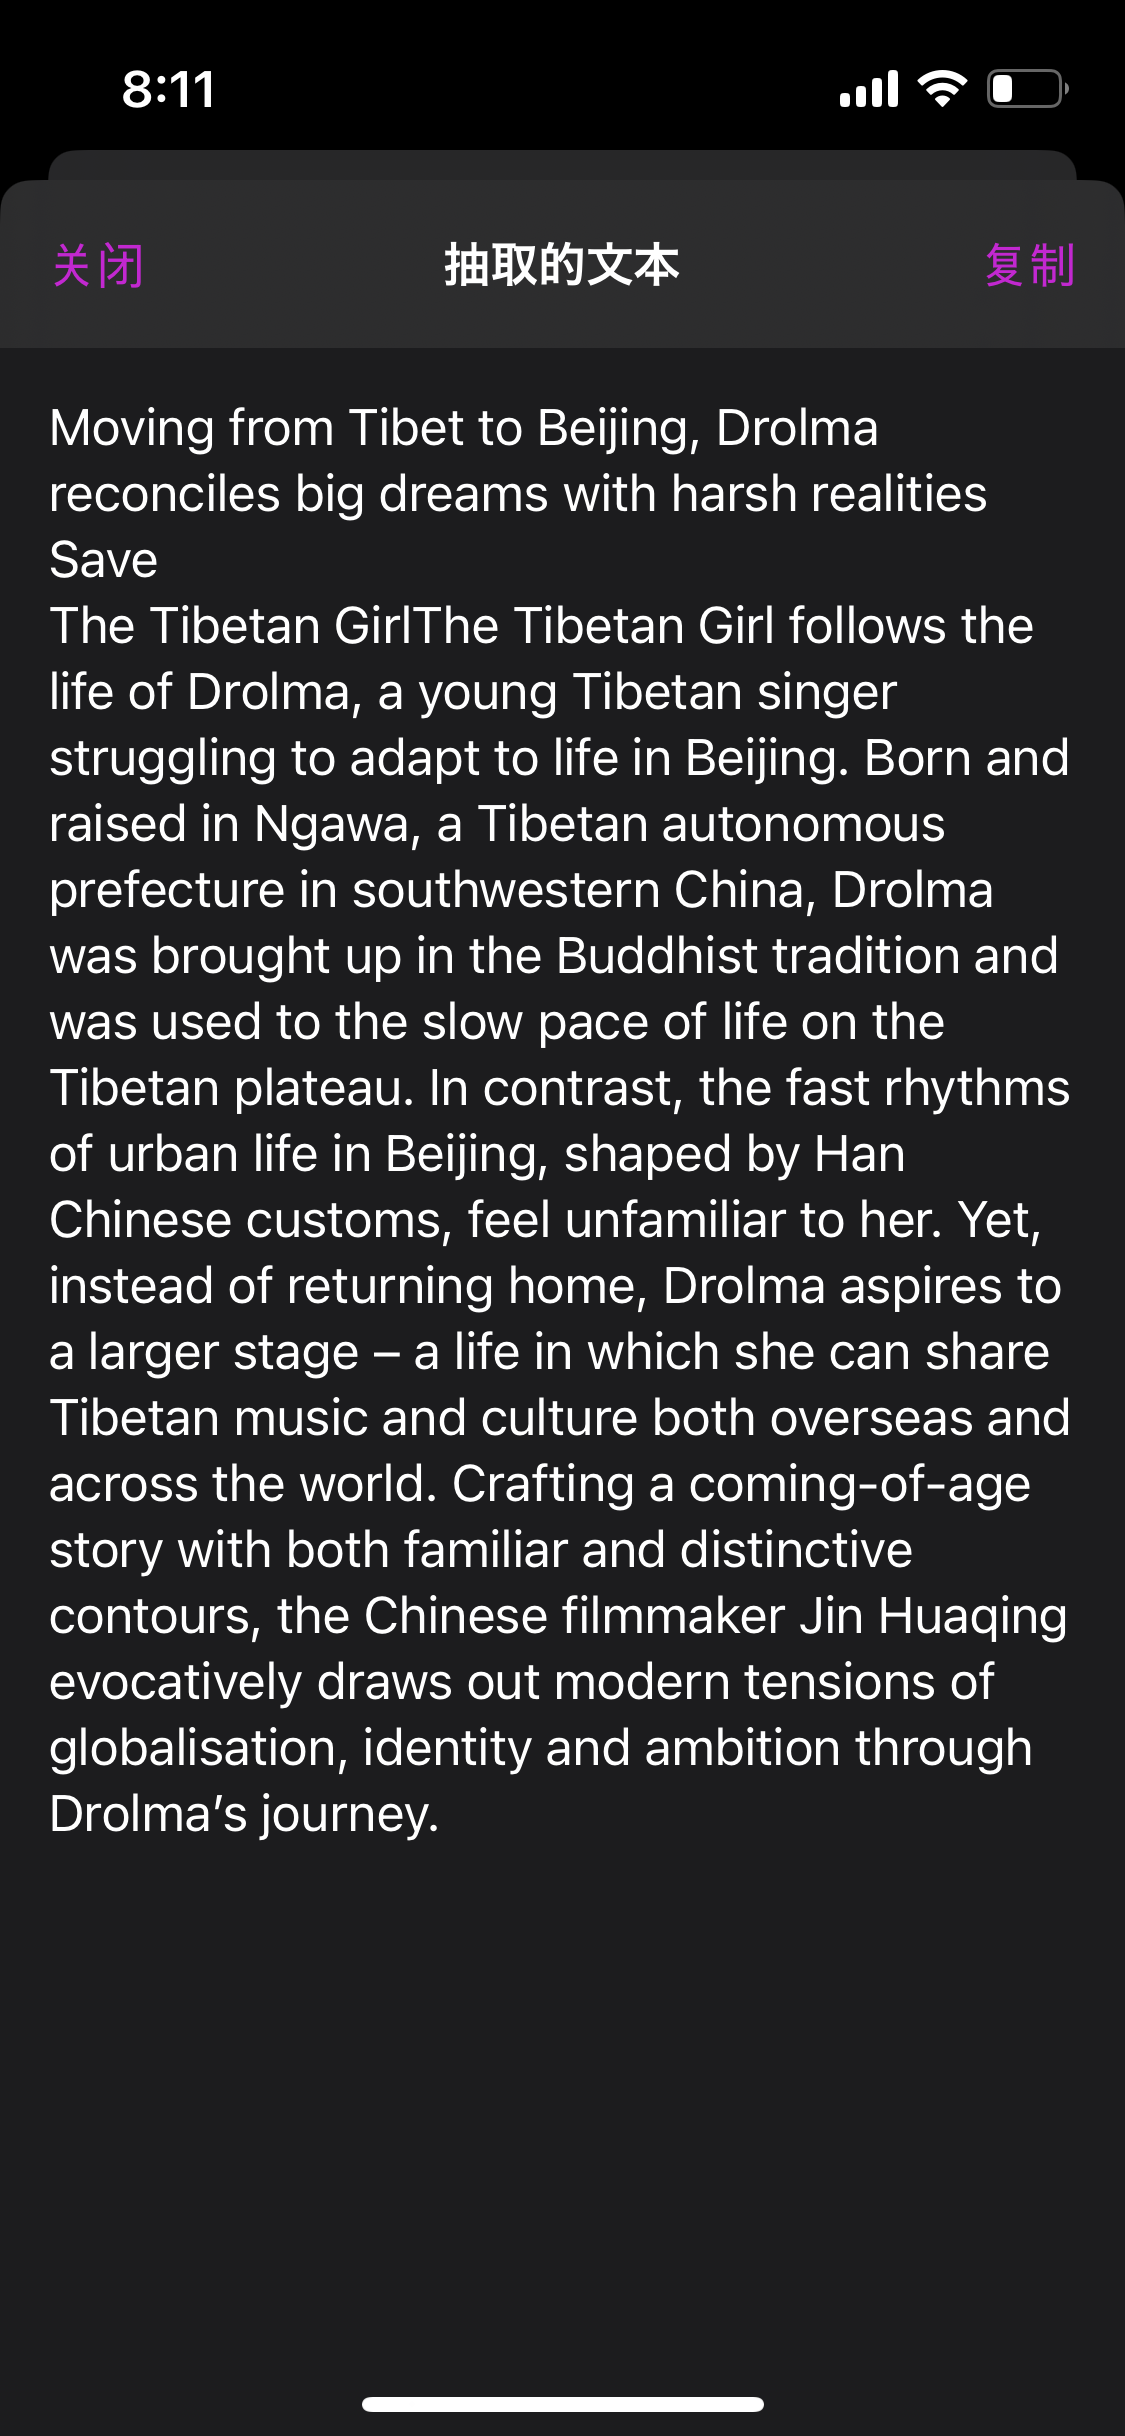 8:11
关闭
抽取的文本
复制
Moving from Tibet to Beijing, Drolma
reconciles big dreams with harsh realities
Save
The Tibetan GirlThe Tibetan Girl follows the
life of Drolma, a young Tibetan singer
struggling to adapt to life in Beijing. Born and
raised in Ngawa, a Tibetan autonomous
prefecture in southwestern China, Drolma
was brought up in the Buddhist tradition and
was used to the slow pace of life on the
Tibetan plateau. In contrast, the fast rhythms
of urban life in Beijing, shaped by Han
Chinese customs, feel unfamiliar to her. Yet,
instead of returning home, Drolma aspires to
a larger stage – a life in which she can share
Tibetan music and culture both overseas and
across the world. Crafting a coming-of-age
story with both familiar and distinctive
contours, the Chinese filmmaker Jin Huaqing
evocatively draws out modern tensions of
globalisation, identity and ambition through
Drolma’s journey.